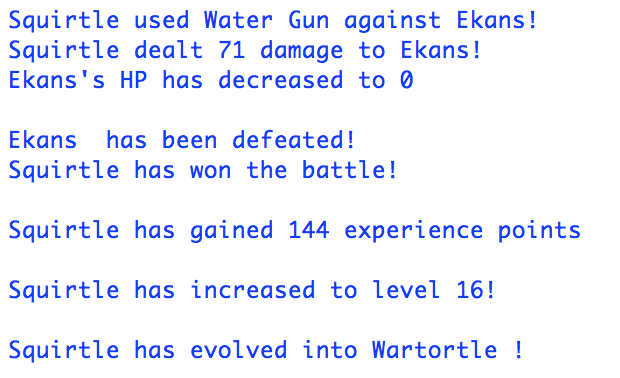 Squirtle used Water Gun against Ekans!
Squirtle dealt 71 damage to Ekans!
Ekans's HP has decreased to 0
Ekans  has been defeated!
Squirtle has won the battle!
Squirtle has gained 144 experience points
Squirtle has increased to level 16!
Squirtle has evolved into Wartortle !